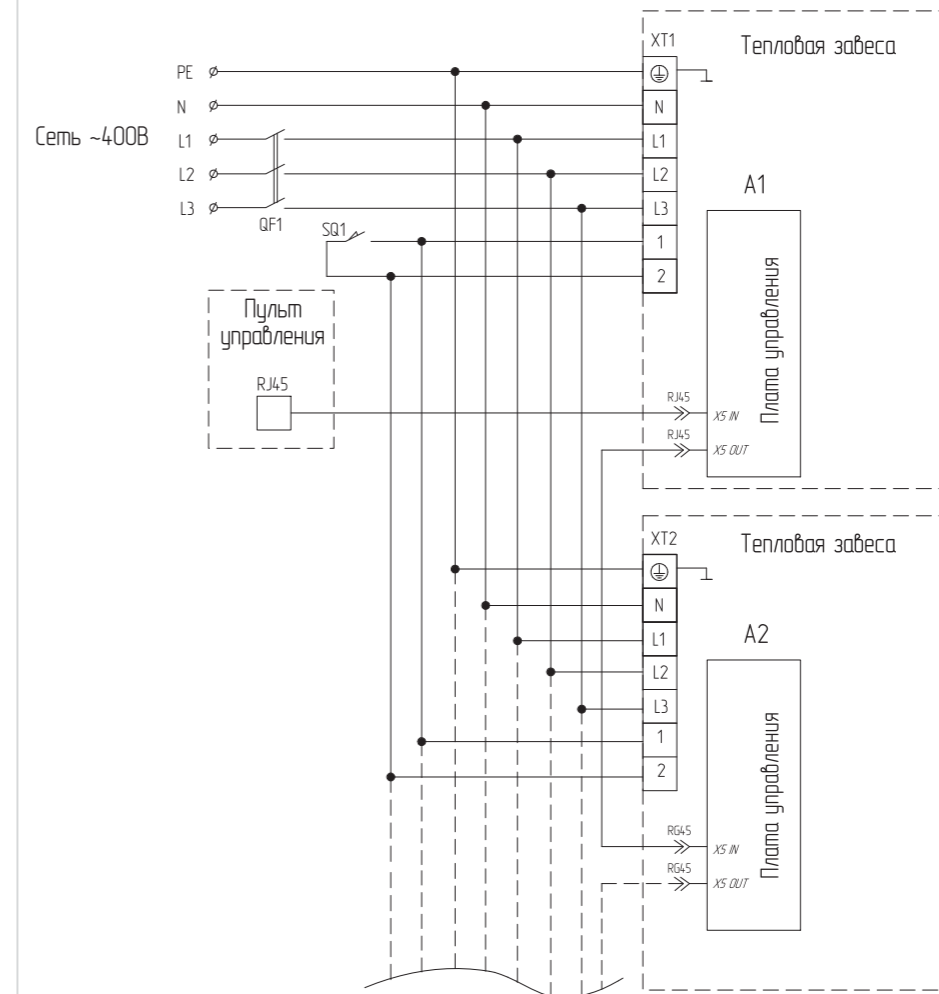 XT1
Тепловая завеса
PE
N
N
Сеть ~400В
L1
L1
L2
L2
A1
L3
L3
QF1
SQ1
1
2
Пульт
управления
Плата управления
RJ45
RJ45
X5 IN
RJ45
X5 OUT
XT2
Тепловая завеса
N
L1
A2
L2
L3
1
2
Плата управления
RG45
X5 IN
RG45
X5 OUT